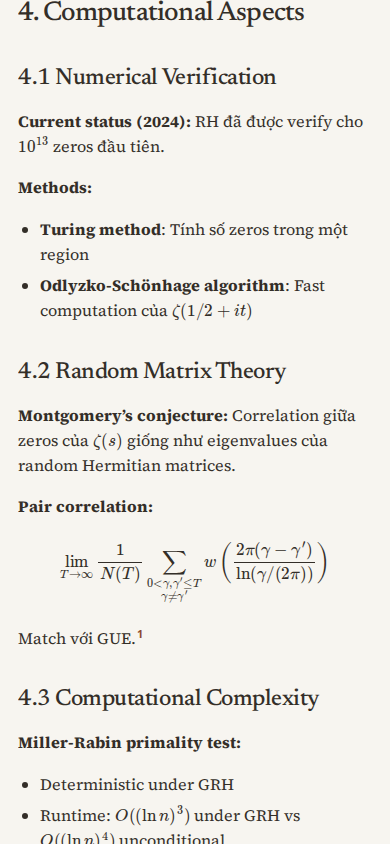 4. Computational Aspects
4.1 Numerical Verification
Current status (2024): RH đã được verify cho
10^13 zeros đầu tiên.
Methods:
• Turing method: Tính số zeros trong một
region
• Odlyzko-Schönhage algorithm: Fast
computation của ζ(1/2 + it)
4.2 Random Matrix Theory
Montgomery’s conjecture: Correlation giữa
zeros của ζ(s) giống như eigenvalues của
random Hermitian matrices.
Pair correlation:
lim_{T→∞} 1/N(T) ∑_{0<γ,γ′≤T, γ≠γ′} w(2π(γ − γ′)/ln(γ/(2π)))
Match với GUE.¹
4.3 Computational Complexity
Miller-Rabin primality test:
• Deterministic under GRH
• Runtime: O((ln n)^3) under GRH vs
O((ln n)^4) unconditional